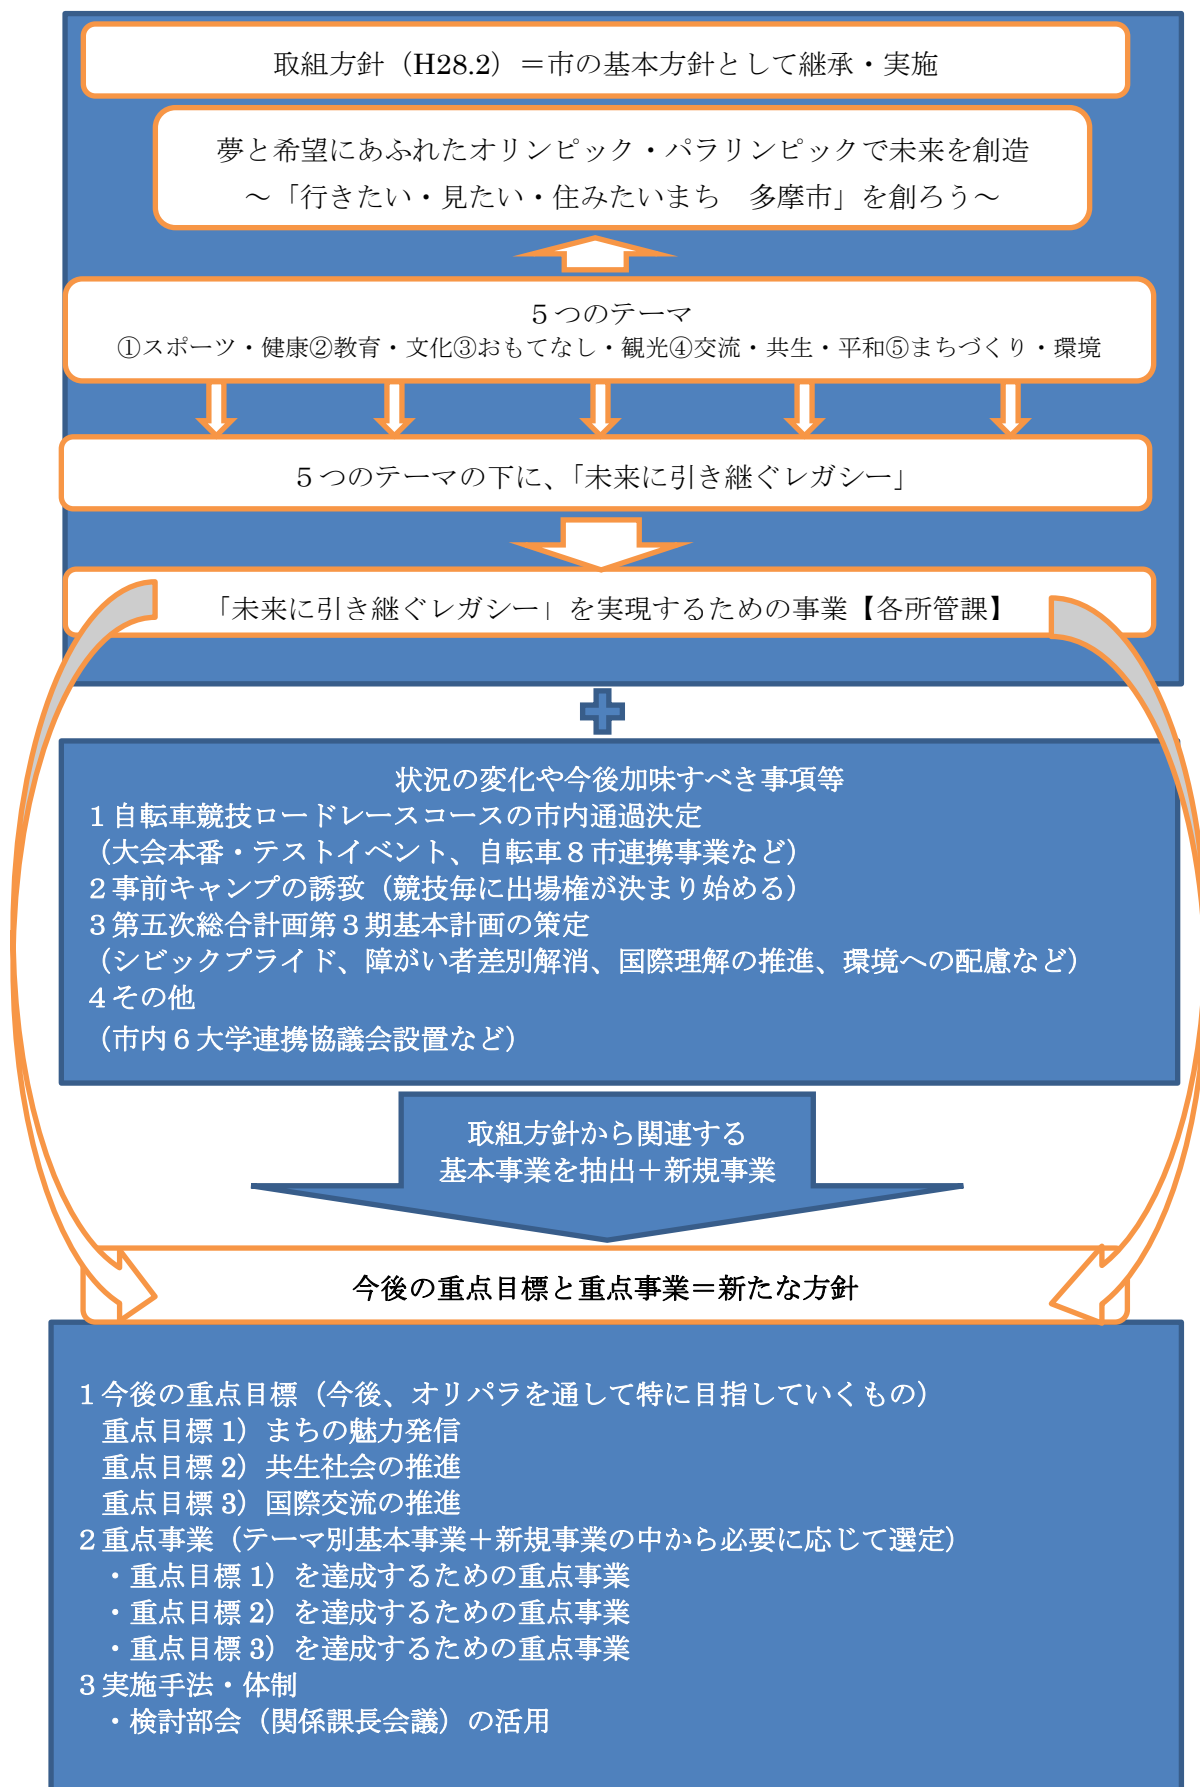 取組方針（H28.2）＝市の基本方針として継承・実施
夢と希望にあふれたオリンピック・パラリンピックで未来を創造
～「行きたい・見たい・住みたいまち　多摩市」を創ろう～
５つのテーマ
①スポーツ・健康②教育・文化③おもてなし・観光④交流・共生・平和⑤まちづくり・環境
５つのテーマの下に、「未来に引き継ぐレガシー」
「未来に引き継ぐレガシー」を実現するための事業【各所管課】
状況の変化や今後加味すべき事項等
１自転車競技ロードレースコースの市内通過決定
（大会本番・テストイベント、自転車８市連携事業など）
２事前キャンプの誘致（競技毎に出場権が決まり始める）
３第五次総合計画第３期基本計画の策定
（シビックプライド、障がい者差別解消、国際理解の推進、環境への配慮など）
４その他
（市内６大学連携協議会設置など）
取組方針から関連する
基本事業を抽出＋新規事業
今後の重点目標と重点事業＝新たな方針
１今後の重点目標（今後、オリパラを通して特に目指していくもの）
重点目標 1）まちの魅力発信
重点目標 2）共生社会の推進
重点目標 3）国際交流の推進
２重点事業（テーマ別基本事業＋新規事業の中から必要に応じて選定）
・重点目標 1）を達成するための重点事業
・重点目標 2）を達成するための重点事業
・重点目標 3）を達成するための重点事業
３実施手法・体制
・検討部会（関係課長会議）の活用